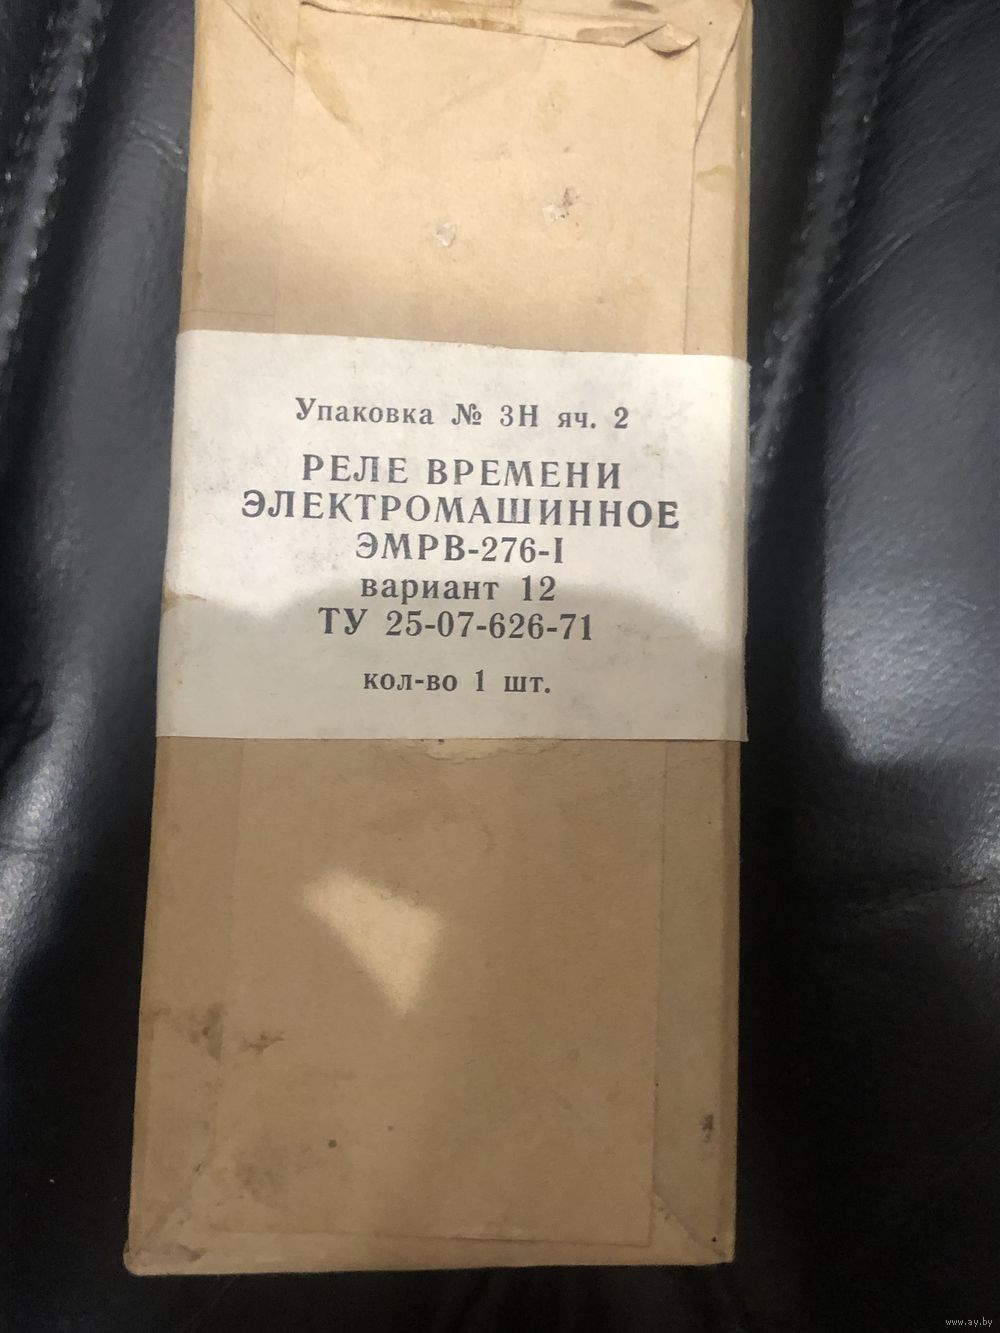 Упаковка № 3Н яч. 2
РЕЛЕ ВРЕМЕНИ
ЭЛЕКТРОМАШИННОЕ
ЭМРВ-276-I
вариант 12
ТУ 25-07-626-71
кол-во 1 шт.
www.ay.by